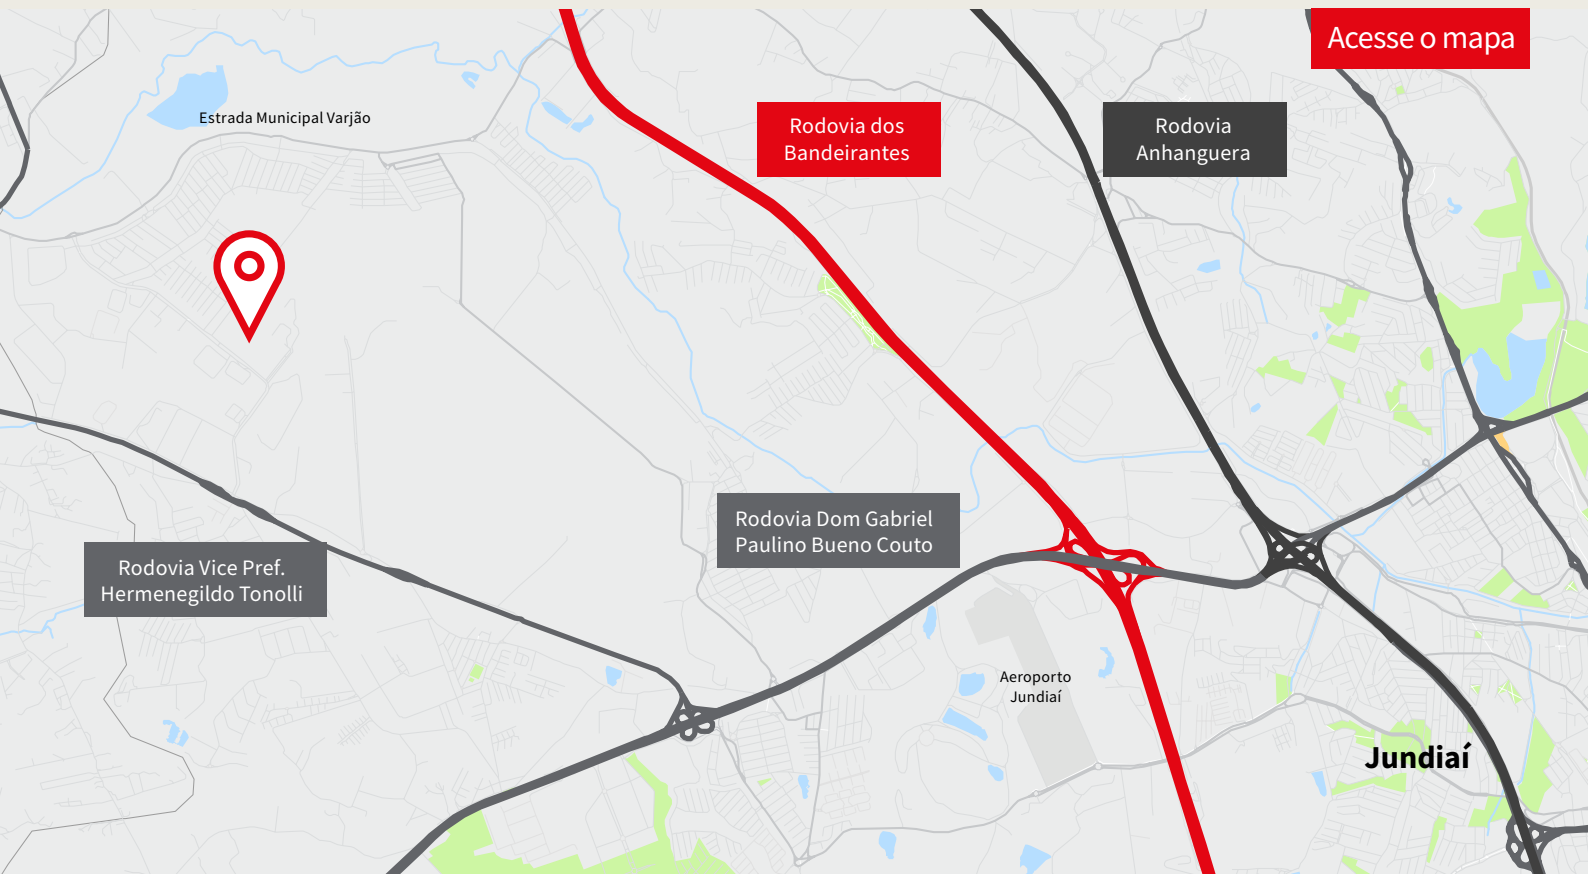 Acesse o mapa
Estrada Municipal Varjão
Rodovia dos
Bandeirantes
Rodovia
Anhanguera
Rodovia Dom Gabriel
Paulino Bueno Couto
Rodovia Vice Pref.
Hermenegildo Tonolli
Aeroporto
Jundiaí
Jundiaí